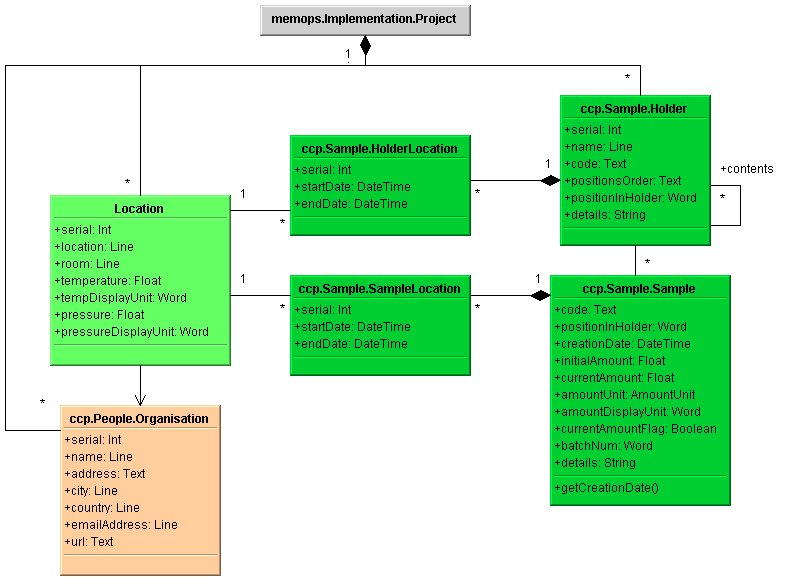 memops.Implementation.Project
1
*
*
ccp.Sample.Holder
+serial: Int
+name: Line
+code: Text
+positionsOrder: Text
+positionInHolder: Word
+details: String
+contents
*
ccp.Sample.HolderLocation
+serial: Int
+startDate: DateTime
+endDate: DateTime
1
*
1
*
Location
+serial: Int
+location: Line
+room: Line
+temperature: Float
+tempDisplayUnit: Word
+pressure: Float
+pressureDisplayUnit: Word
1
*
ccp.Sample.SampleLocation
+serial: Int
+startDate: DateTime
+endDate: DateTime
1
*
*
ccp.Sample.Sample
+code: Text
+positionInHolder: Word
+creationDate: DateTime
+initialAmount: Float
+currentAmount: Float
+amountUnit: AmountUnit
+amountDisplayUnit: Word
+currentAmountFlag: Boolean
+batchNum: Word
+details: String
+getCreationDate()
*
ccp.People.Organisation
+serial: Int
+name: Line
+address: Text
+city: Line
+country: Line
+emailAddress: Line
+url: Text